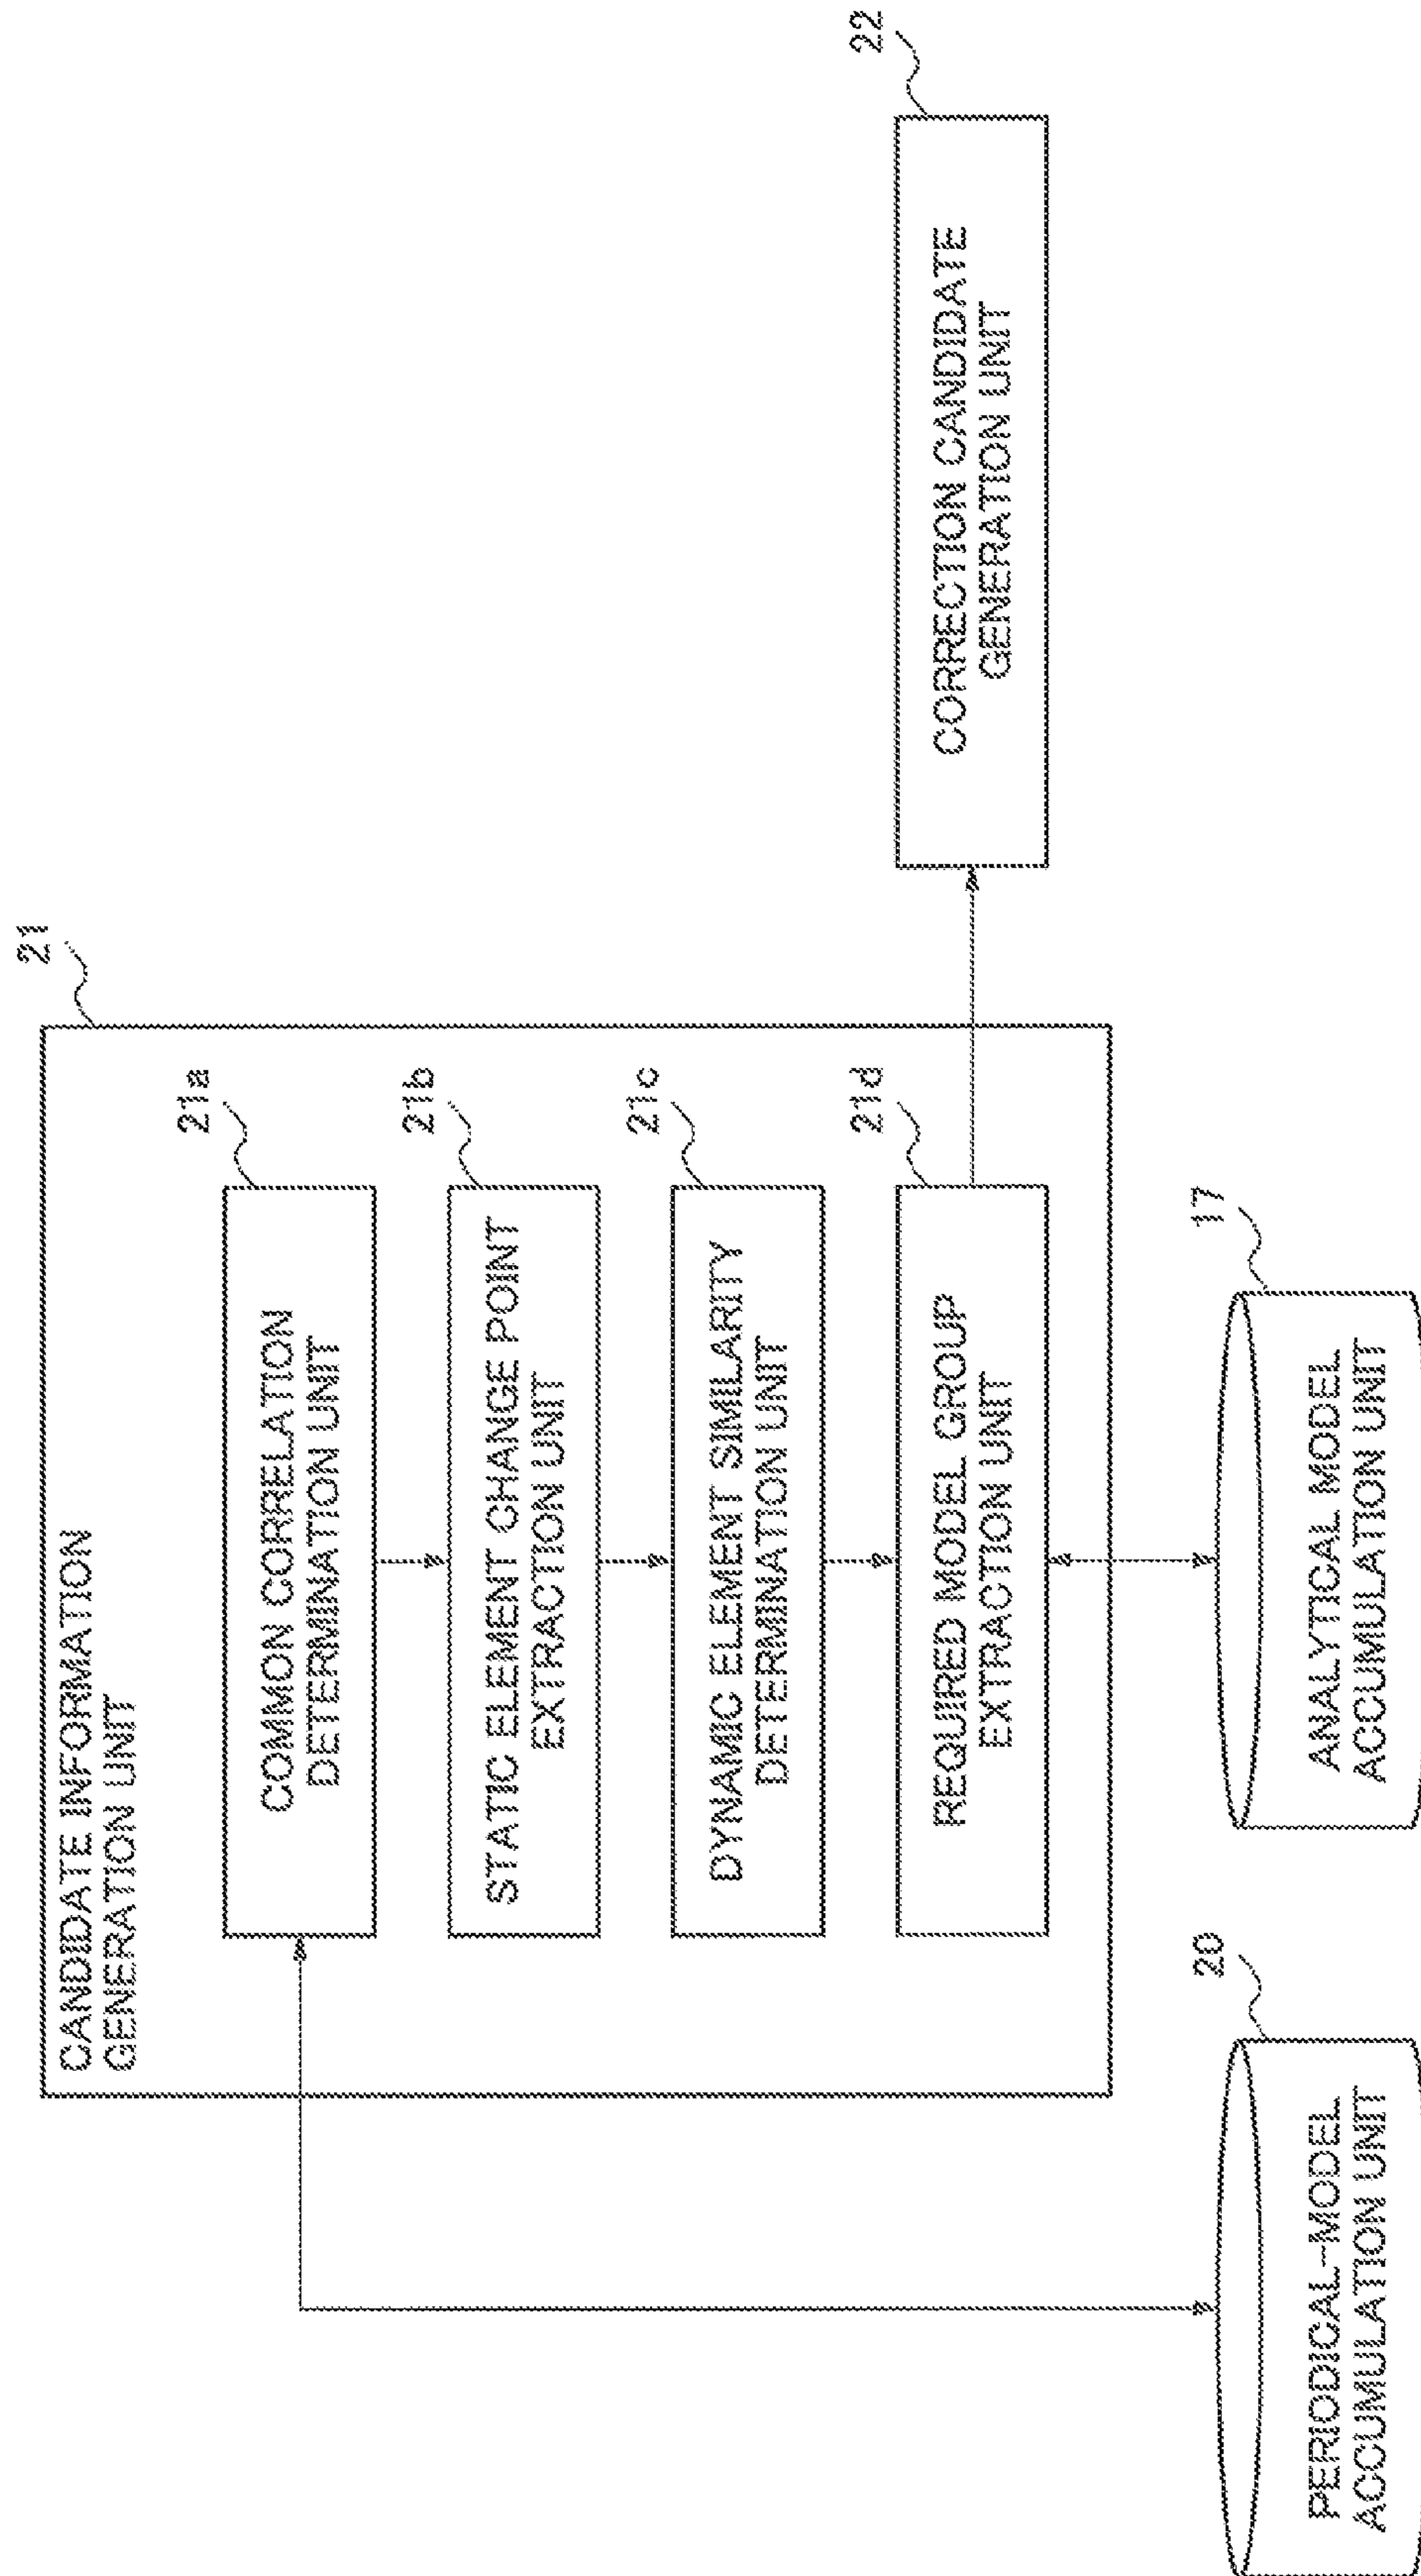 21
CANDIDATE INFORMATION
GENERATION UNIT
21a
COMMON CORRELATION
DETERMINATION UNIT
21b
STATIC ELEMENT CHANGE POINT
EXTRACTION UNIT
21c
DYNAMIC ELEMENT SIMILARITY
DETERMINATION UNIT
21d
REQUIRED MODEL GROUP
EXTRACTION UNIT
22
CORRECTION CANDIDATE
GENERATION UNIT
20
PERIODICAL-MODEL
ACCUMULATION UNIT
17
ANALYTICAL MODEL
ACCUMULATION UNIT